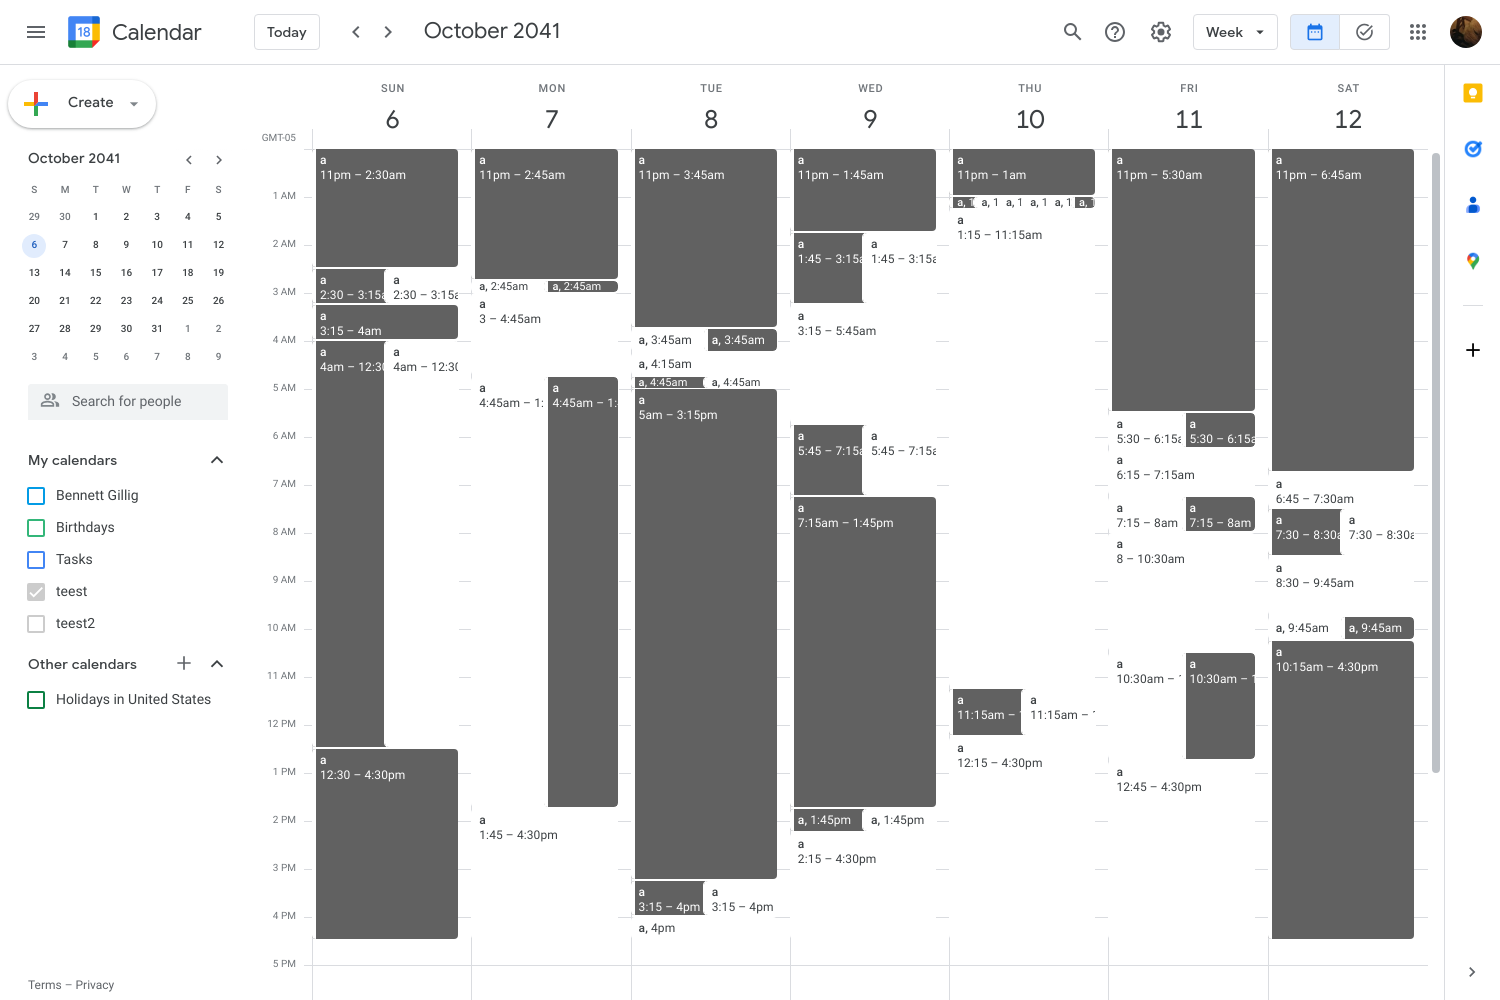 18 Calendar Today October 2041 Week
Create
October 2041
S M T W T F S
29 30 1 2 3 4 5
6 7 8 9 10 11 12
13 14 15 16 17 18 19
20 21 22 23 24 25 26
27 28 29 30 31 1 2
3 4 5 6 7 8 9
Search for people
My calendars
Bennett Gillig
Birthdays
Tasks
teest
teest2
Other calendars
Holidays in United States
Terms – Privacy
GMT-05
1 AM
2 AM
3 AM
4 AM
5 AM
6 AM
7 AM
8 AM
9 AM
10 AM
11 AM
12 PM
1 PM
2 PM
3 PM
4 PM
5 PM
SUN
6
a
11pm – 2:30am
a
2:30 – 3:15a
a
2:30 – 3:15a
a
3:15 – 4am
a
4am – 12:30
a
4am – 12:30
a
12:30 – 4:30pm
MON
7
a
11pm – 2:45am
a, 2:45am
a, 2:45am
a
3 – 4:45am
a
4:45am – 1:
a
4:45am – 1:
a
1:45 – 4:30pm
TUE
8
a
11pm – 3:45am
a, 3:45am
a, 3:45am
a, 4:15am
a, 4:45am
a, 4:45am
a
5am – 3:15pm
a
3:15 – 4pm
a
3:15 – 4pm
a, 4pm
WED
9
a
11pm – 1:45am
a
1:45 – 3:15a
a
1:45 – 3:15a
a
3:15 – 5:45am
a
5:45 – 7:15a
a
5:45 – 7:15a
a
7:15am – 1:45pm
a, 1:45pm
a, 1:45pm
a
2:15 – 4:30pm
THU
10
a
11pm – 1am
a, 1
a, 1
a, 1
a, 1
a, 1
a, 1
a
1:15 – 11:15am
a
11:15am –
a
11:15am –
a
12:15 – 4:30pm
FRI
11
a
11pm – 5:30am
a
5:30 – 6:15a
a
5:30 – 6:15a
a
6:15 – 7:15am
a
7:15 – 8am
a
7:15 – 8am
a
8 – 10:30am
a
10:30am –
a
10:30am – 1
a
12:45 – 4:30pm
SAT
12
a
11pm – 6:45am
a
6:45 – 7:30am
a
7:30 – 8:30a
a
7:30 – 8:30a
a
8:30 – 9:45am
a, 9:45am
a, 9:45am
a
10:15am – 4:30pm